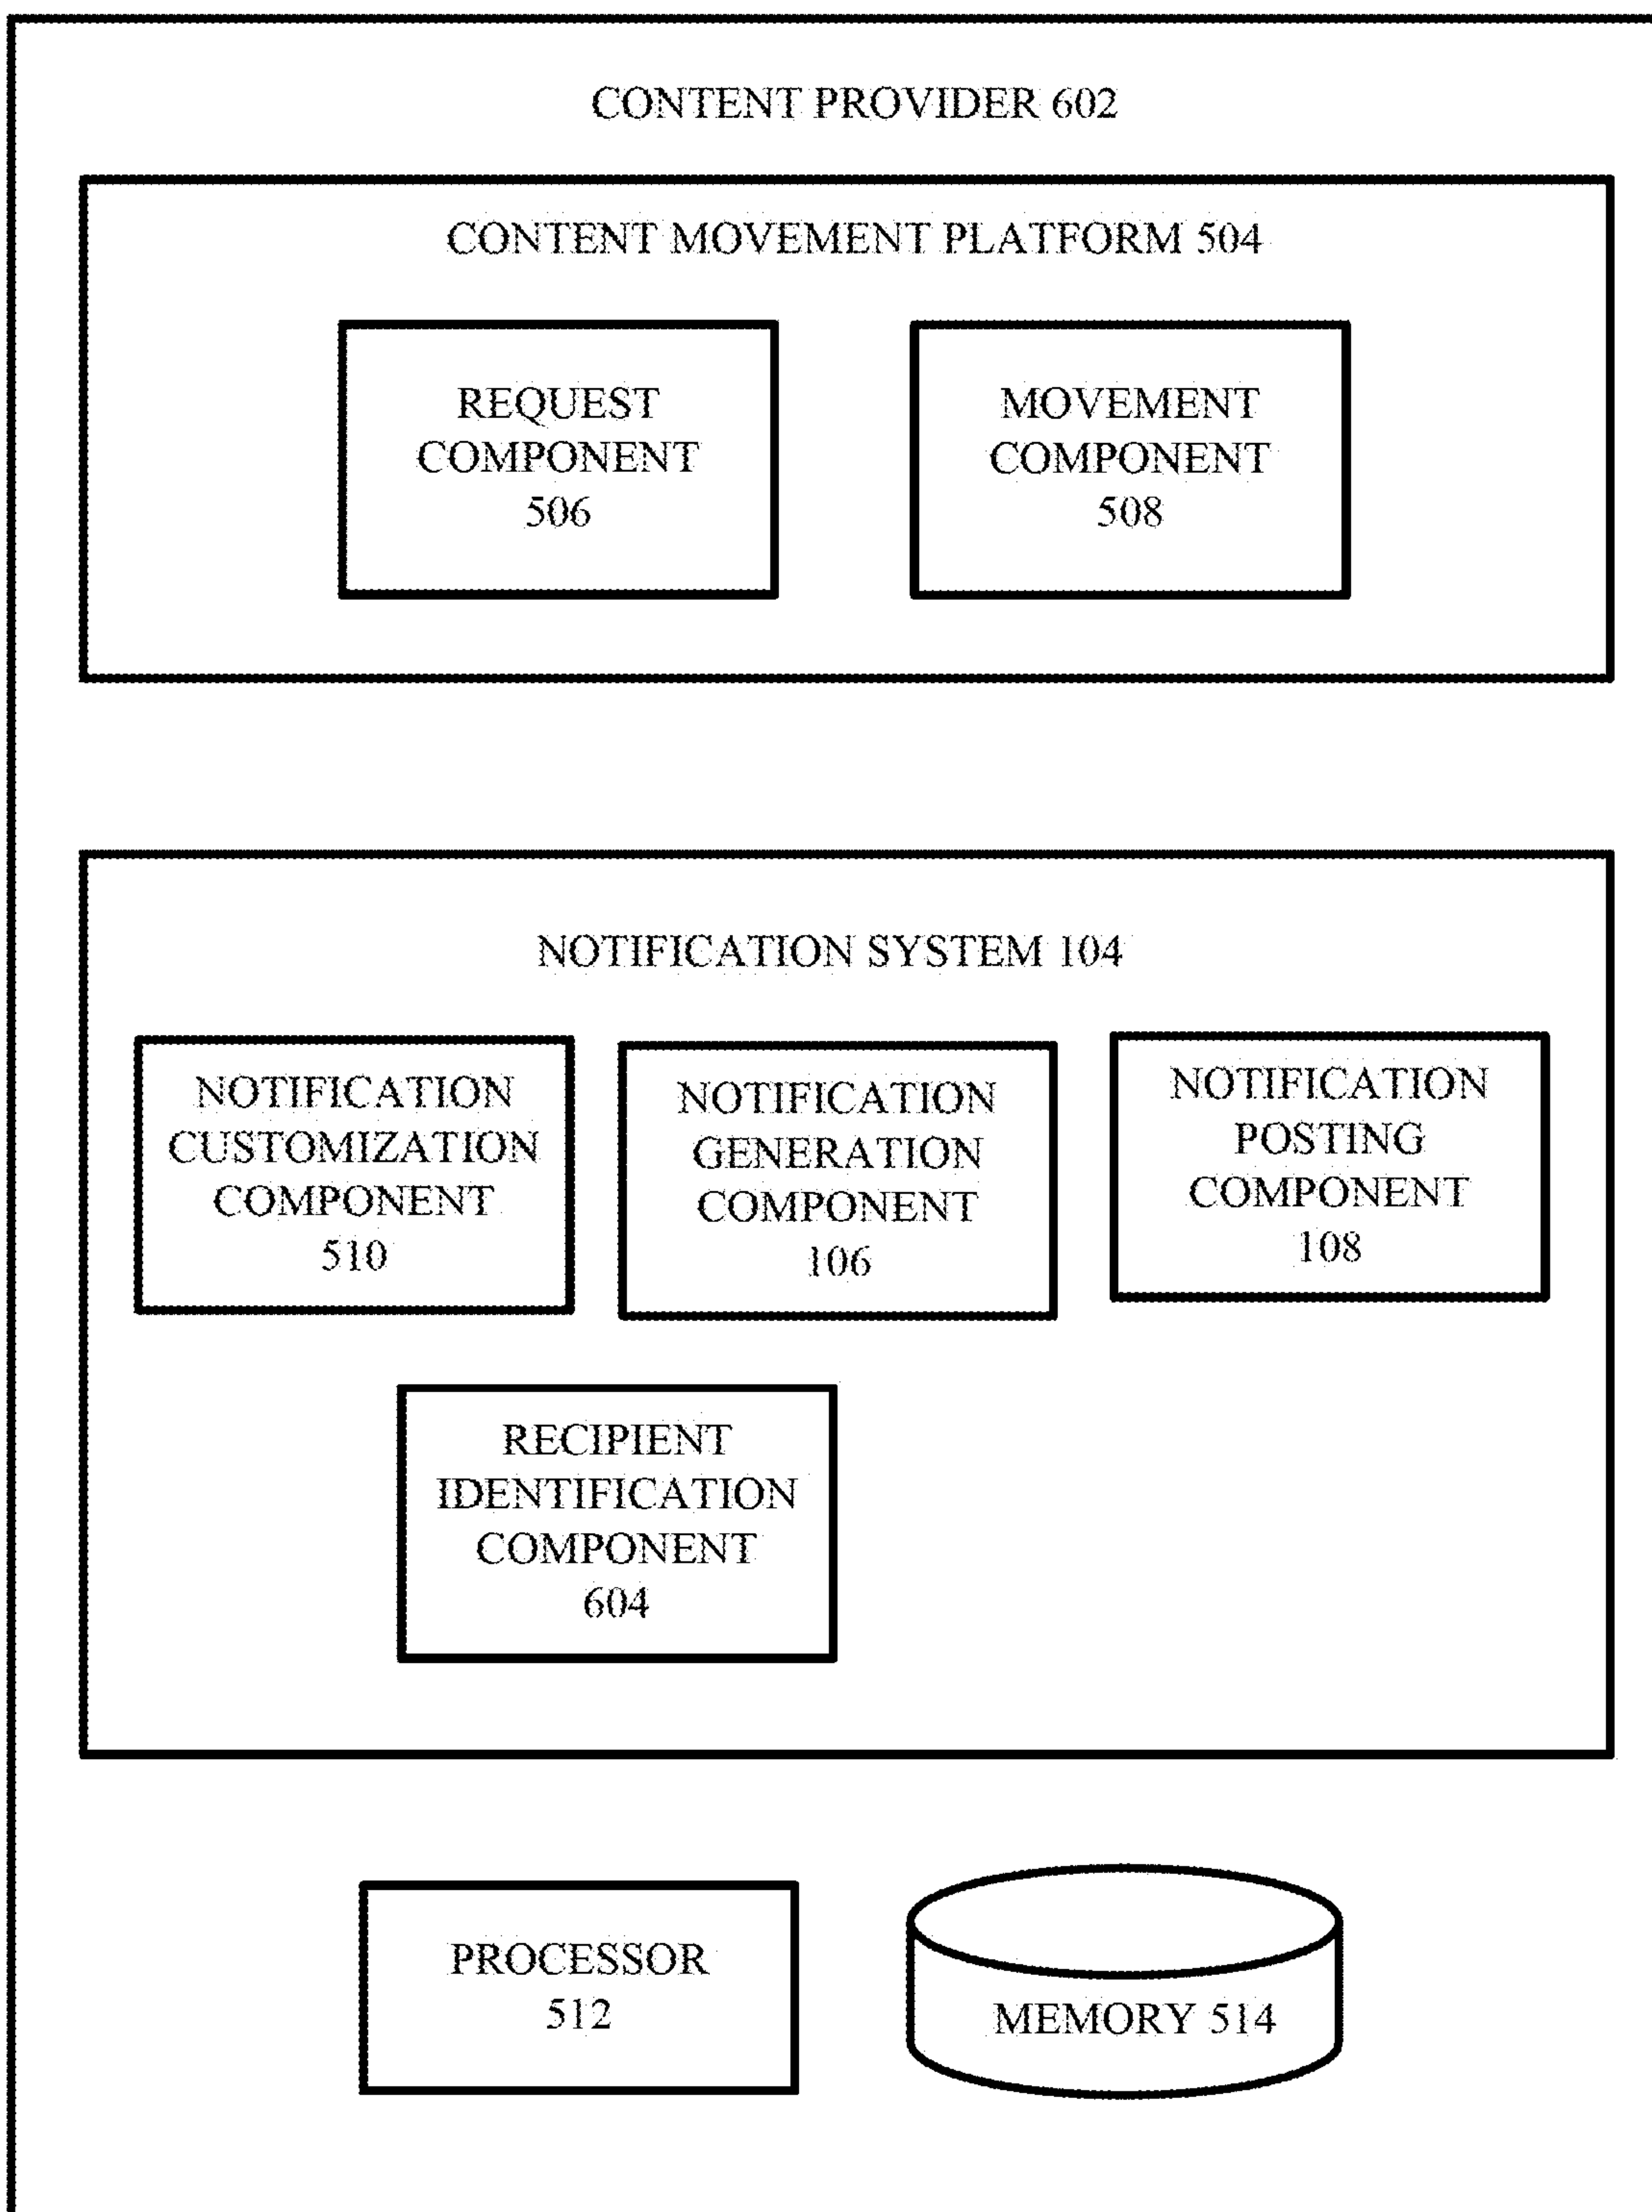 CONTENT PROVIDER 602
CONTENT MOVEMENT PLATFORM 504
REQUEST
COMPONENT
506
MOVEMENT
COMPONENT
508
NOTIFICATION SYSTEM 104
NOTIFICATION
CUSTOMIZATION
COMPONENT
510
NOTIFICATION
GENERATION
COMPONENT
106
NOTIFICATION
POSTING
COMPONENT
108
RECIPIENT
IDENTIFICATION
COMPONENT
604
PROCESSOR
512
MEMORY 514